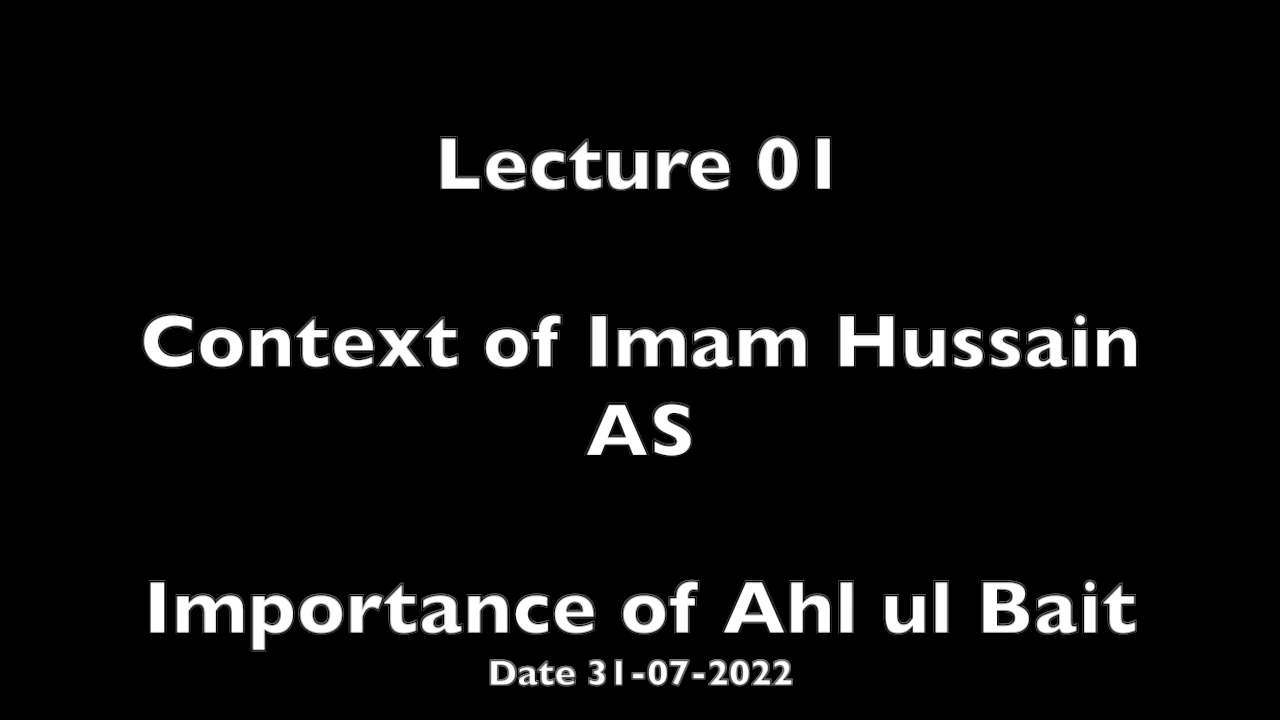 Lecture 01
Context of Imam Hussain
AS
Importance of Ahl ul Bait
Date 31-07-2022